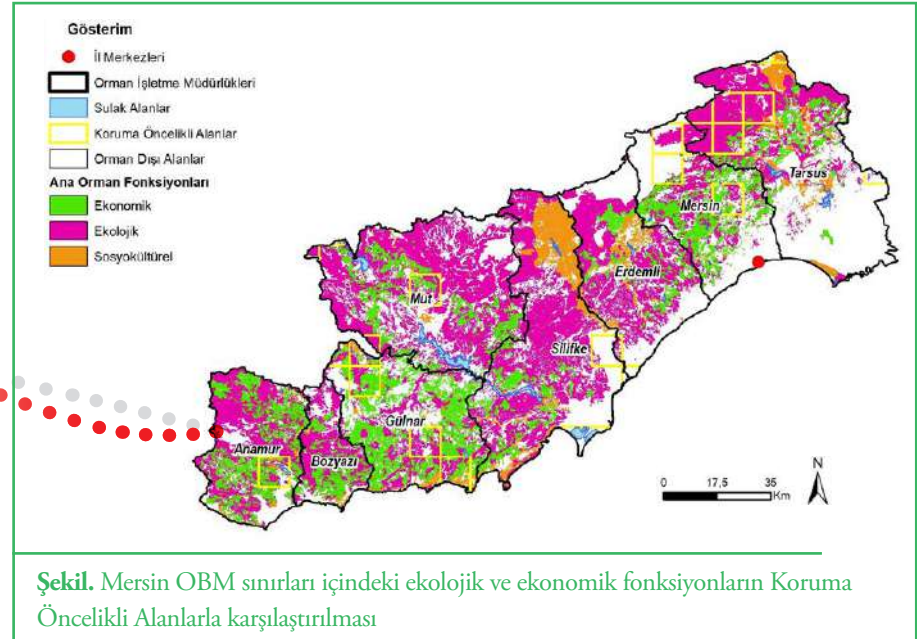 Gösterim
İl Merkezleri
Orman İşletme Müdürlükleri
Sulak Alanlar
Koruma Öncelikli Alanlar
Orman Dışı Alanlar
Ana Orman Fonksiyonları
Ekonomik
Ekolojik
Sosyokültürel
Tarsus
Mersin
Erdemli
Mut
Silifke
Gülnar
Anamur
Bozyazı
N
0 17,5 35
Km
Şekil. Mersin OBM sınırları içindeki ekolojik ve ekonomik fonksiyonların Koruma
Öncelikli Alanlarla karşılaştırılması